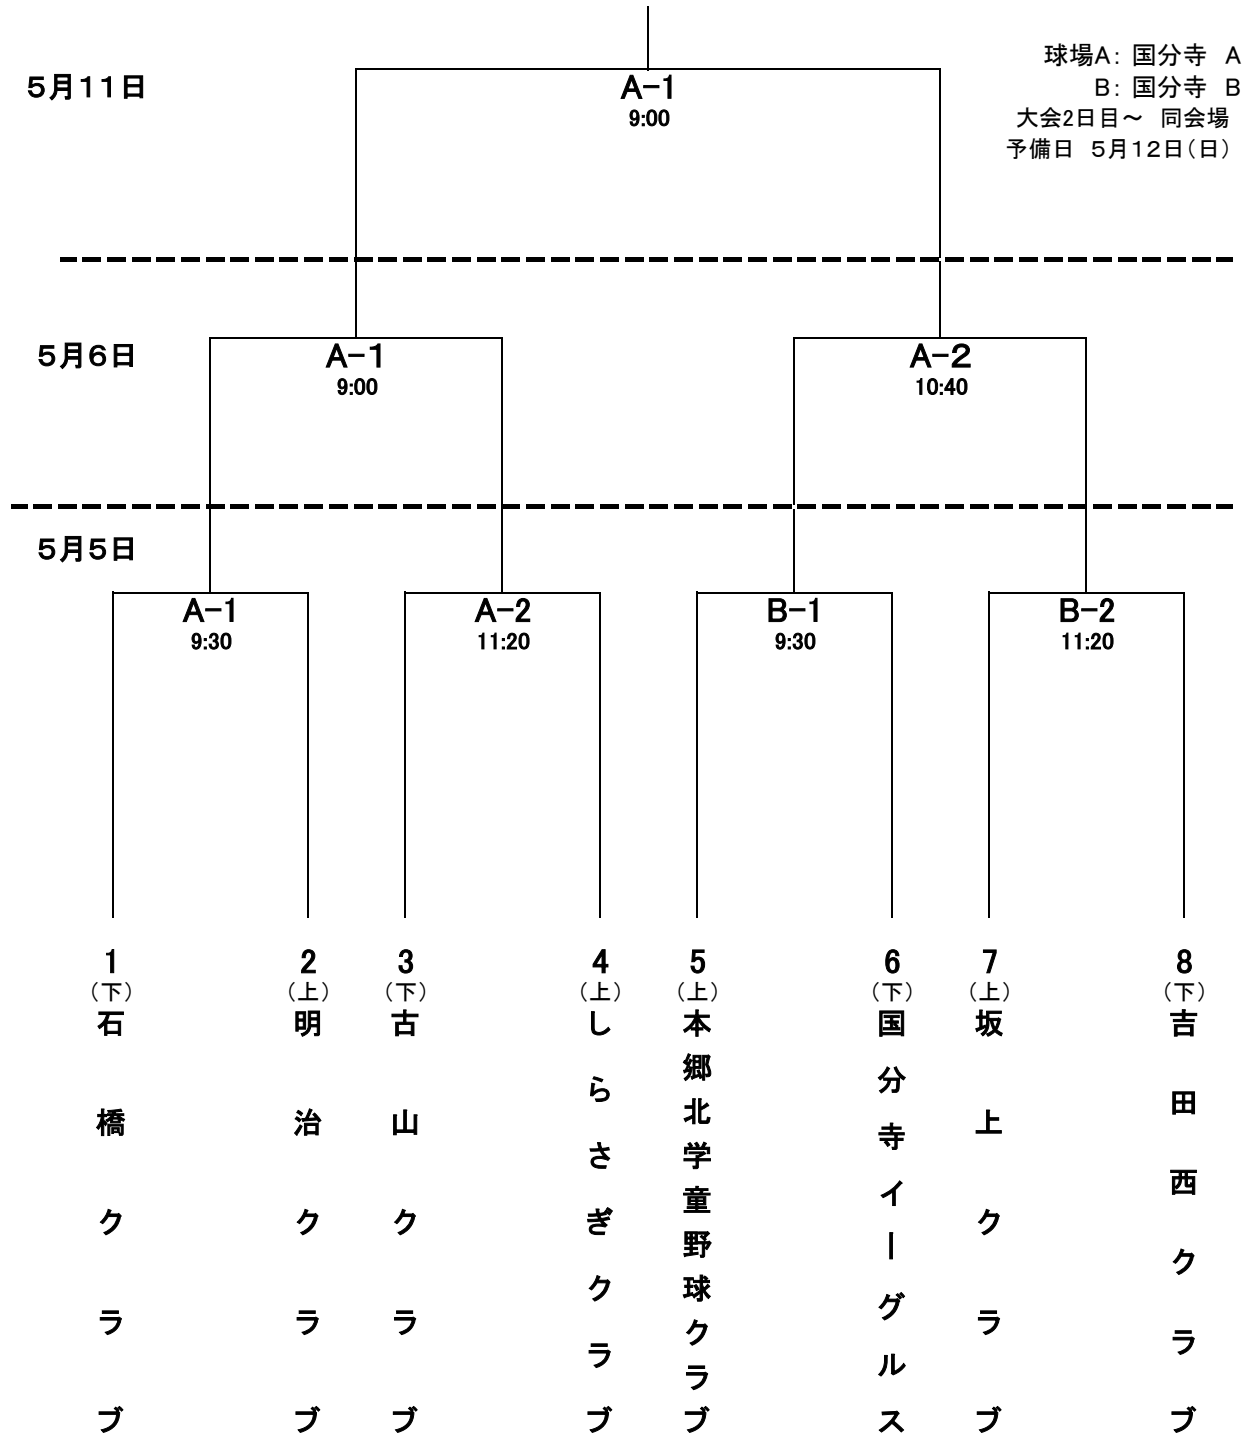 球場A： 国分寺　A
B： 国分寺　B
大会2日目～　同会場
予備日　５月１２日（日）
５月１１日
A－１
9:00
５月６日
A－１
9:00
A－２
10:40
５月５日
A－１
9:30
A－２
11:20
B－１
9:30
B－２
11:20
1
（下）
石橋クラブ
2
（上）
明治クラブ
3
（下）
古山クラブ
4
（上）
しらさぎクラブ
5
（上）
本郷北学童野球クラブ
6
（下）
国分寺イーグルス
7
（上）
坂上クラブ
8
（下）
吉田西クラブ